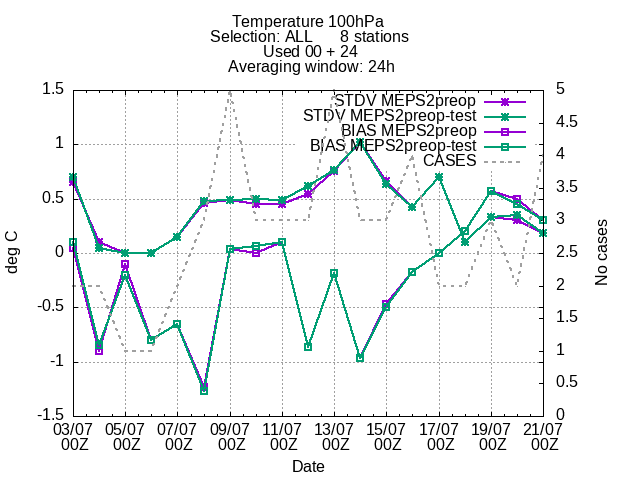 Temperature 100hPa
Selection: ALL 8 stations
Used 00 + 24
Averaging window: 24h
STDV MEPS2preop
STDV MEPS2preop-test
BIAS MEPS2preop
BIAS MEPS2preop-test
CASES
1.5
1
0.5
0
-0.5
-1
-1.5
deg C
5
4.5
4
3.5
3
2.5
2
1.5
1
0.5
0
No cases
03/07 05/07 07/07 09/07 11/07 13/07 15/07 17/07 19/07 21/07
00Z 00Z 00Z 00Z 00Z 00Z 00Z 00Z 00Z 00Z
Date